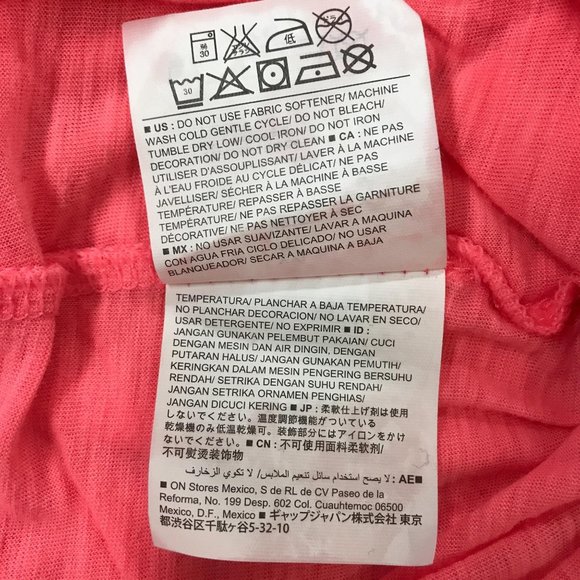 30
低
30
■ US : DO NOT USE FABRIC SOFTENER/ MACHINE
WASH COLD GENTLE CYCLE/ DO NOT BLEACH/
TUMBLE DRY LOW/ COOL IRON/ DO NOT IRON
DECORATION/ DO NOT DRY CLEAN ■ CA : NE PAS
UTILISER D'ASSOUPLISSANT/ LAVER À LA MACHINE
À L'EAU FROIDE AU CYCLE DÉLICAT/ NE PAS
JAVELLISER/ SÉCHER À LA MACHINE À BASSE
TEMPÉRATURE/ REPASSER À BASSE
TEMPÉRATURE/ NE PAS REPASSER LA GARNITURE
DÉCORATIVE/ NE PAS NETTOYER À SEC
■ MX : NO USAR SUAVIZANTE/ LAVAR A MAQUINA
CON AGUA FRIA CICLO DELICADO/ NO USAR
BLANQUEADOR/ SECAR A MAQUINA A BAJA
TEMPERATURA/ PLANCHAR A BAJA TEMPERATURA/
NO PLANCHAR DECORACION/ NO LAVAR EN SECO/
USAR DETERGENTE/ NO EXPRIMIR ■ ID :
JANGAN GUNAKAN PELEMBUT PAKAIAN/ CUCI
DENGAN MESIN DAN AIR DINGIN, DENGAN
PUTARAN HALUS/ JANGAN GUNAKAN PEMUTIH/
KERINGKAN DALAM MESIN PENGERING BERSUHU
RENDAH/ SETRIKA DENGAN SUHU RENDAH/
JANGAN SETRIKA ORNAMEN PENGHIAS/
JANGAN DICUCI KERING ■ JP : 柔軟仕上げ剤は使用
しないでください。温度調節機能がついている
乾燥機のみ低温乾燥可。装飾部分にはアイロンをかけ
ないでください。 ■ CN : 不可使用面料柔软剂/
不可熨烫装饰物
AE ■ : لا يصح استخدام سائل تنعيم الملابس/ لا تكوي الزخارف
■ ON Stores Mexico, S de RL de CV Paseo de la
Reforma, No. 199 Desp. 602 Col. Cuauhtemoc 06500
Mexico, D.F., Mexico ■ ギャップジャパン株式会社 東京
都渋谷区千駄ヶ谷5-32-10